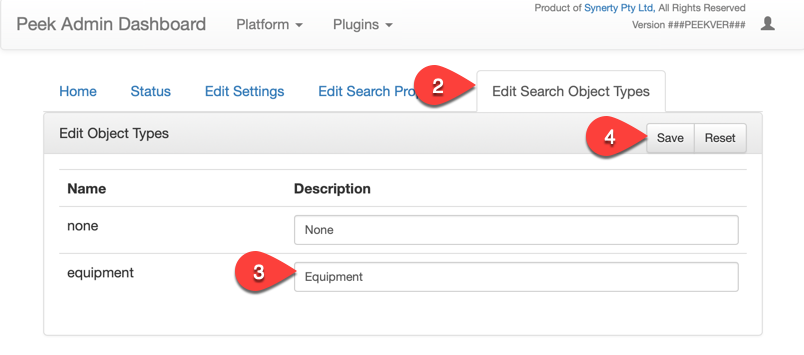 Product of Synerty Pty Ltd, All Rights Reserved
Peek Admin Dashboard Platform Plugins Version ###PEEKVER###
Home Status Edit Settings Edit Search 2 Edit Search Object Types
Edit Object Types 4 Save Reset
Name Description
none None
equipment 3 Equipment